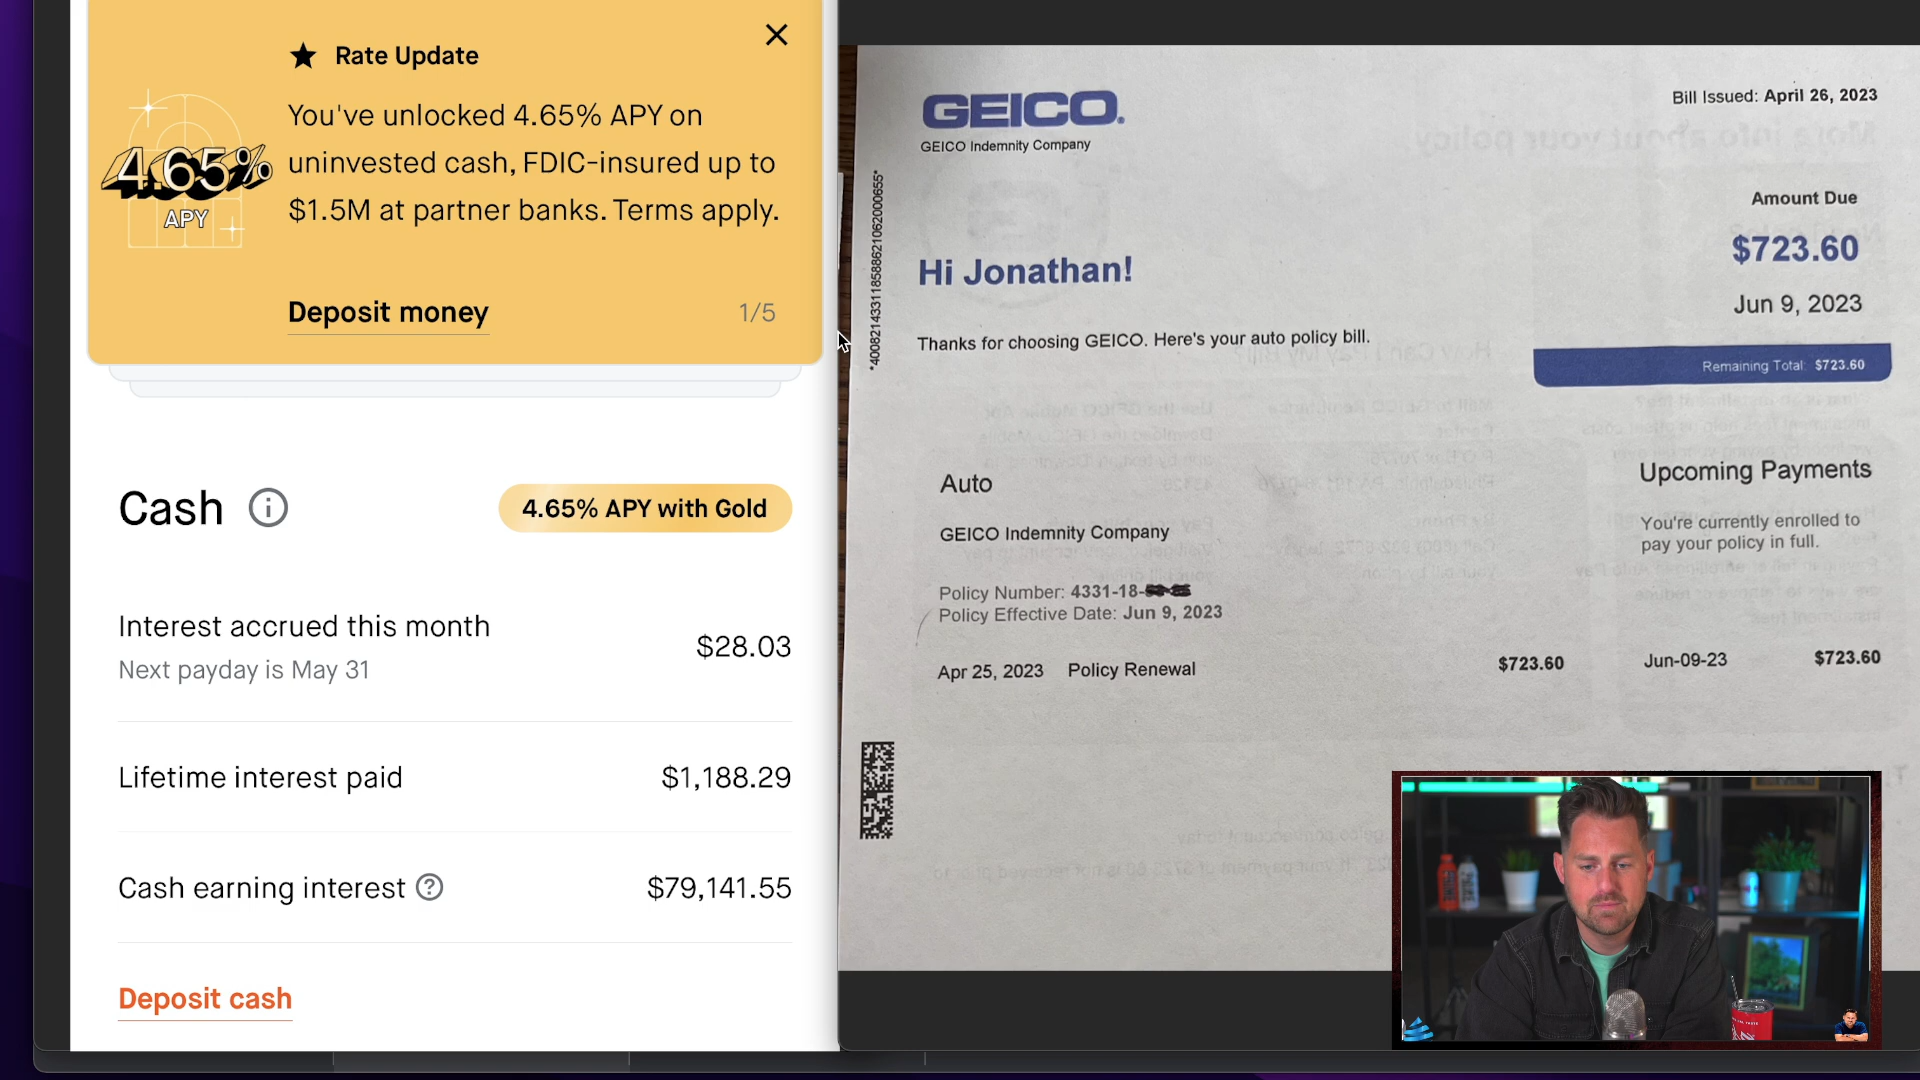 Rate Update
You've unlocked 4.65% APY on
uninvested cash, FDIC-insured up to
$1.5M at partner banks. Terms apply.
4.65%
APY
Deposit money
1/5
Cash
4.65% APY with Gold
Interest accrued this month
$28.03
Next payday is May 31
Lifetime interest paid
$1,188.29
Cash earning interest
$79,141.55
Deposit cash
GEICO.
GEICO Indemnity Company
Bill Issued: April 26, 2023
Amount Due
$723.60
Jun 9, 2023
Remaining Total: $723.60
Hi Jonathan!
Thanks for choosing GEICO. Here's your auto policy bill.
Auto
GEICO Indemnity Company
Policy Number: 4331-18-
Policy Effective Date: Jun 9, 2023
Apr 25, 2023 Policy Renewal $723.60
Upcoming Payments
You're currently enrolled to
pay your policy in full.
Jun-09-23 $723.60